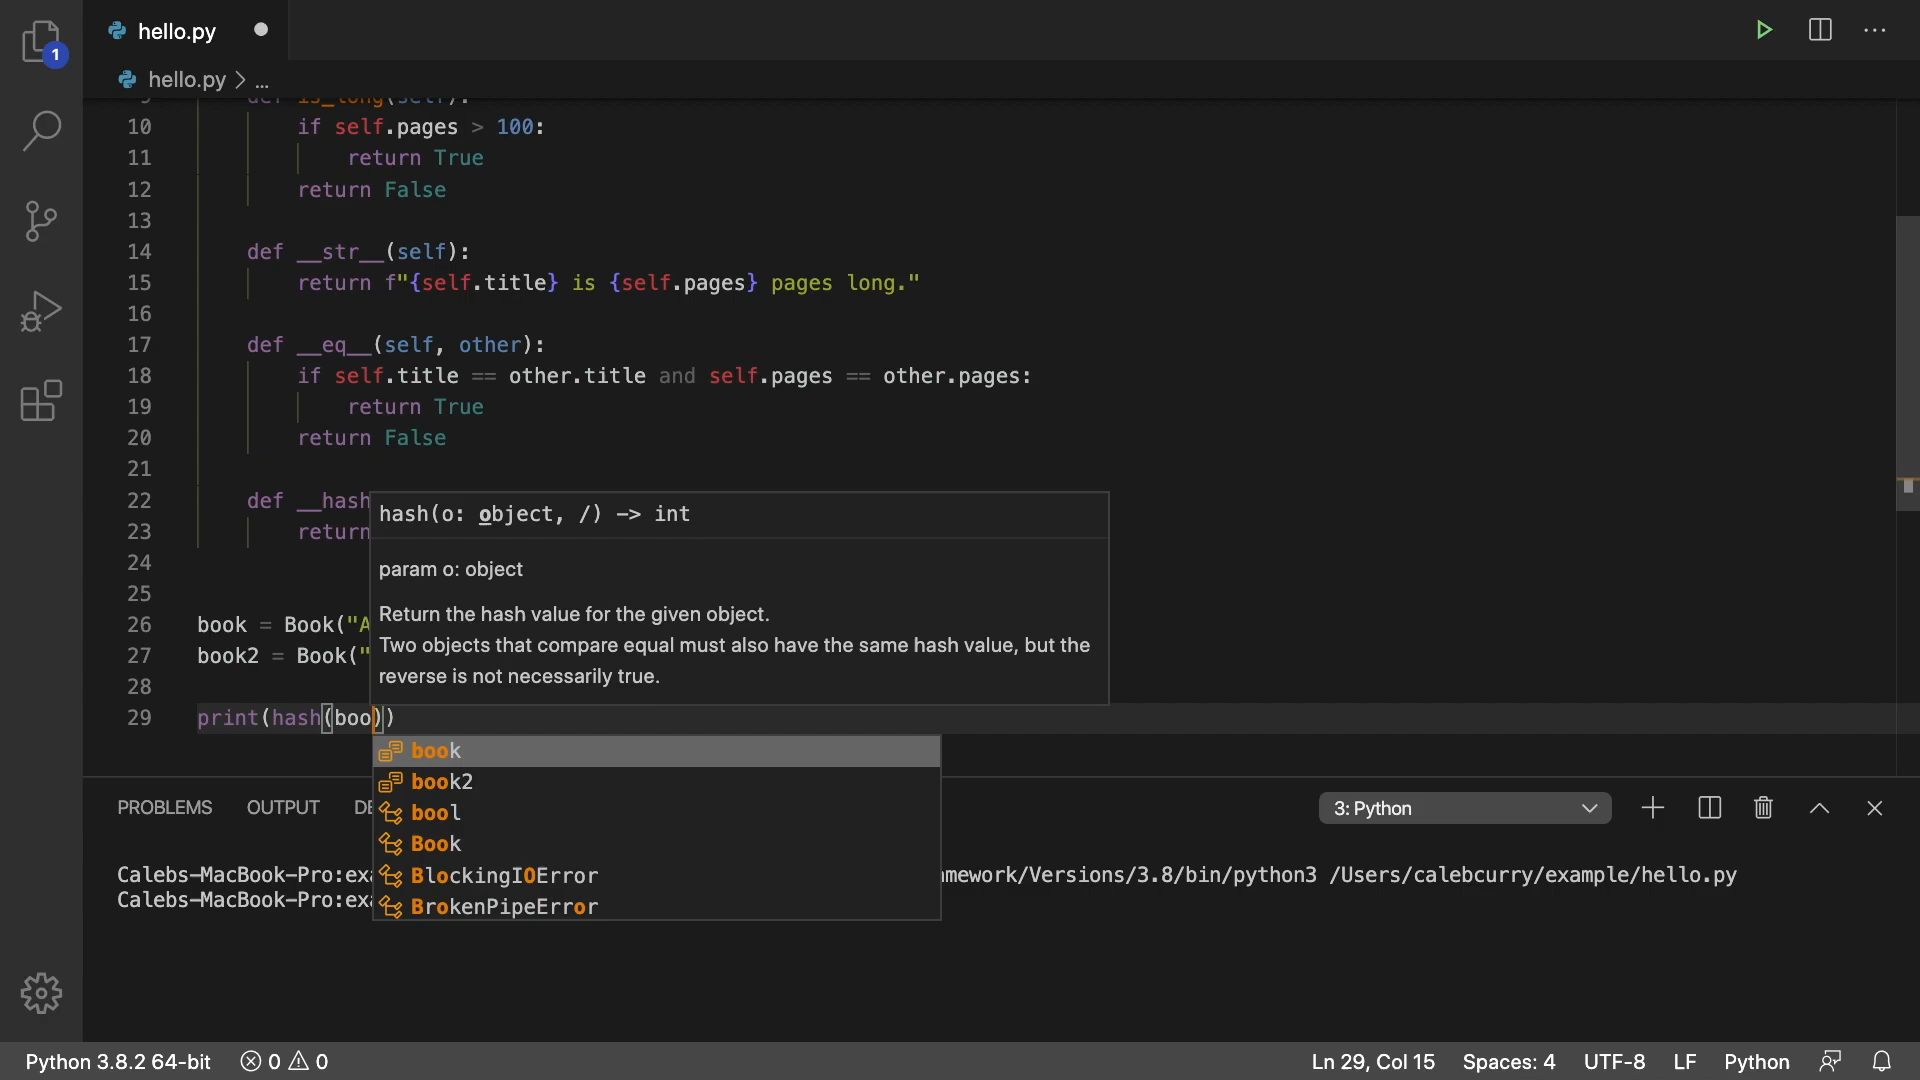 1
hello.py
hello.py > ...
9 def is_long(self):
10 if self.pages > 100:
11 return True
12 return False
13
14 def __str__(self):
15 return f"{self.title} is {self.pages} pages long."
16
17 def __eq__(self, other):
18 if self.title == other.title and self.pages == other.pages:
19 return True
20 return False
21
22 def __hash
23 return
24
25
26 book = Book("A
27 book2 = Book("
28
29 print(hash(boo))
hash(o: object, /) -> int
param o: object
Return the hash value for the given object.
Two objects that compare equal must also have the same hash value, but the
reverse is not necessarily true.
book
book2
bool
Book
BlockingIOError
BrokenPipeError
PROBLEMS OUTPUT DE 3: Python
Calebs-MacBook-Pro:exa mework/Versions/3.8/bin/python3 /Users/calebcurry/example/hello.py
Calebs-MacBook-Pro:exa
Python 3.8.2 64-bit 0 0 Ln 29, Col 15 Spaces: 4 UTF-8 LF Python